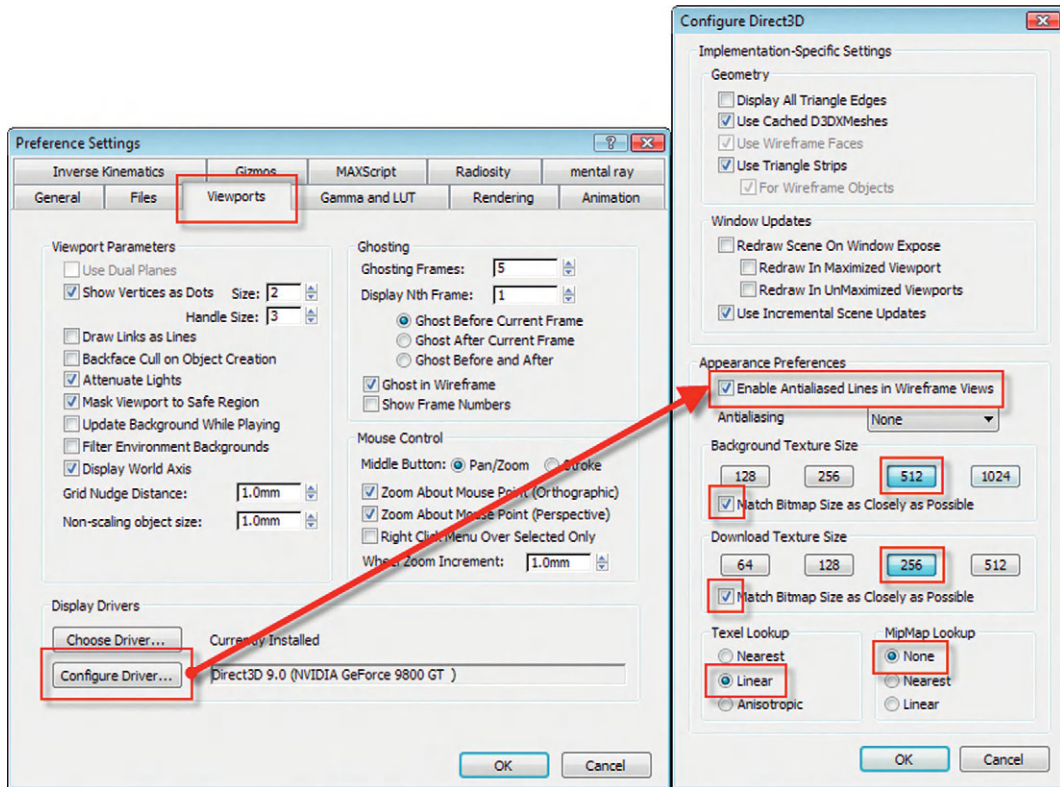 Preference Settings
Inverse Kinematics Gizmos MAXScript Radiosity mental ray
General Files Viewports Gamma and LUT Rendering Animation
Viewport Parameters
Use Dual Planes
Show Vertices as Dots Size: 2
Handle Size: 3
Draw Links as Lines
Backface Cull on Object Creation
Attenuate Lights
Mask Viewport to Safe Region
Update Background While Playing
Filter Environment Backgrounds
Display World Axis
Grid Nudge Distance: 1.0mm
Non-scaling object size: 1.0mm
Ghosting
Ghosting Frames: 5
Display Nth Frame: 1
Ghost Before Current Frame
Ghost After Current Frame
Ghost Before and After
Ghost in Wireframe
Show Frame Numbers
Mouse Control
Middle Button: Pan/Zoom Stroke
Zoom About Mouse Point (Orthographic)
Zoom About Mouse Point (Perspective)
Right Click Menu Over Selected Only
Wheel Zoom Increment: 1.0mm
Display Drivers
Choose Driver... Currently Installed
Configure Driver... Direct3D 9.0 (NVIDIA GeForce 9800 GT )
OK Cancel
Configure Direct3D
Implementation-Specific Settings
Geometry
Display All Triangle Edges
Use Cached D3DXMeshes
Use Wireframe Faces
Use Triangle Strips
For Wireframe Objects
Window Updates
Redraw Scene On Window Expose
Redraw In Maximized Viewport
Redraw In UnMaximized Viewports
Use Incremental Scene Updates
Appearance Preferences
Enable Antialiased Lines in Wireframe Views
Antialiasing None
Background Texture Size
128 256 512 1024
Match Bitmap Size as Closely as Possible
Download Texture Size
64 128 256 512
Match Bitmap Size as Closely as Possible
Texel Lookup
Nearest
Linear
Anisotropic
MipMap Lookup
None
Nearest
Linear
OK Cancel